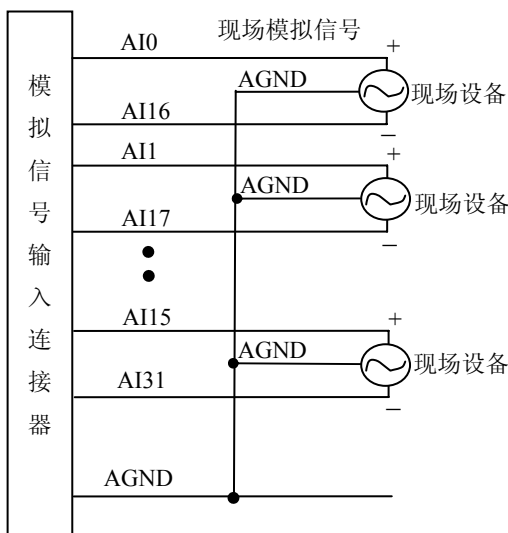 模拟信号输入连接器
现场模拟信号
AI0
+
AGND
现场设备
AI16
−
AI1
+
AGND
现场设备
AI17
−
AI15
+
AGND
现场设备
AI31
−
AGND